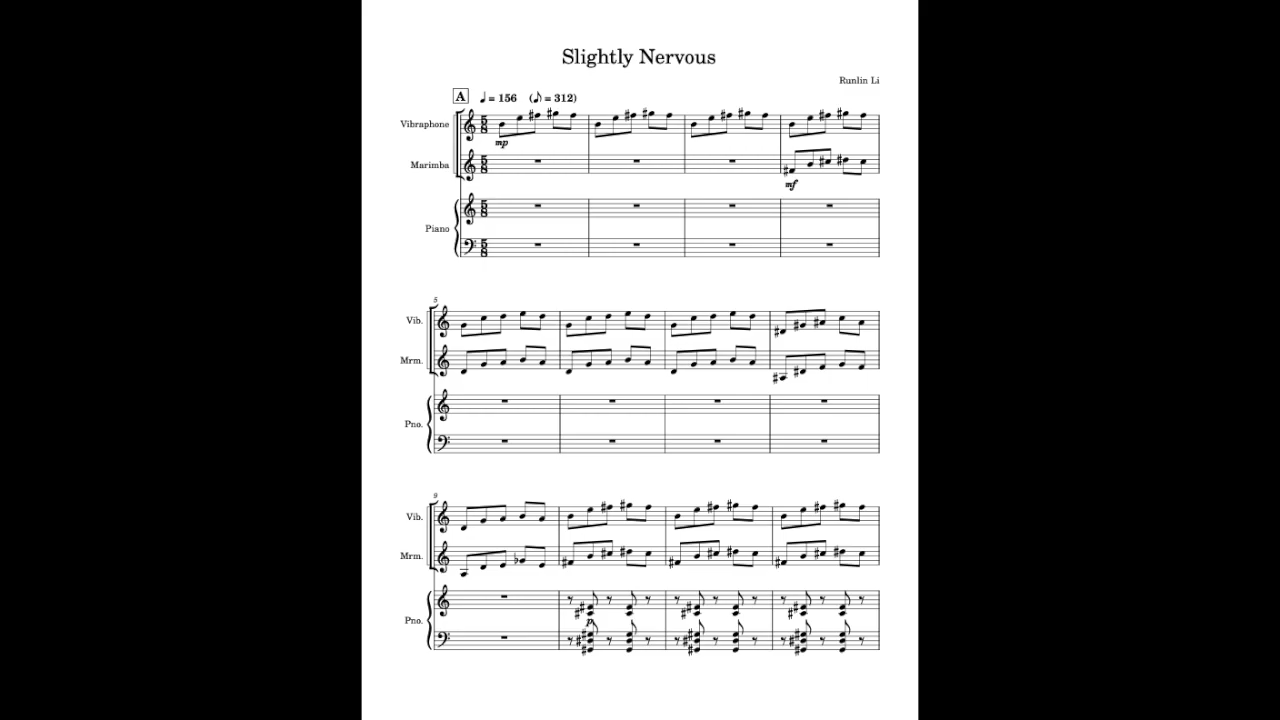 Slightly Nervous
Runlin Li
A ♩ = 156 (♪ = 312)
Vibraphone
mp
Marimba
mf
Piano
5
Vib.
Mrm.
Pno.
9
Vib.
Mrm.
Pno.
p